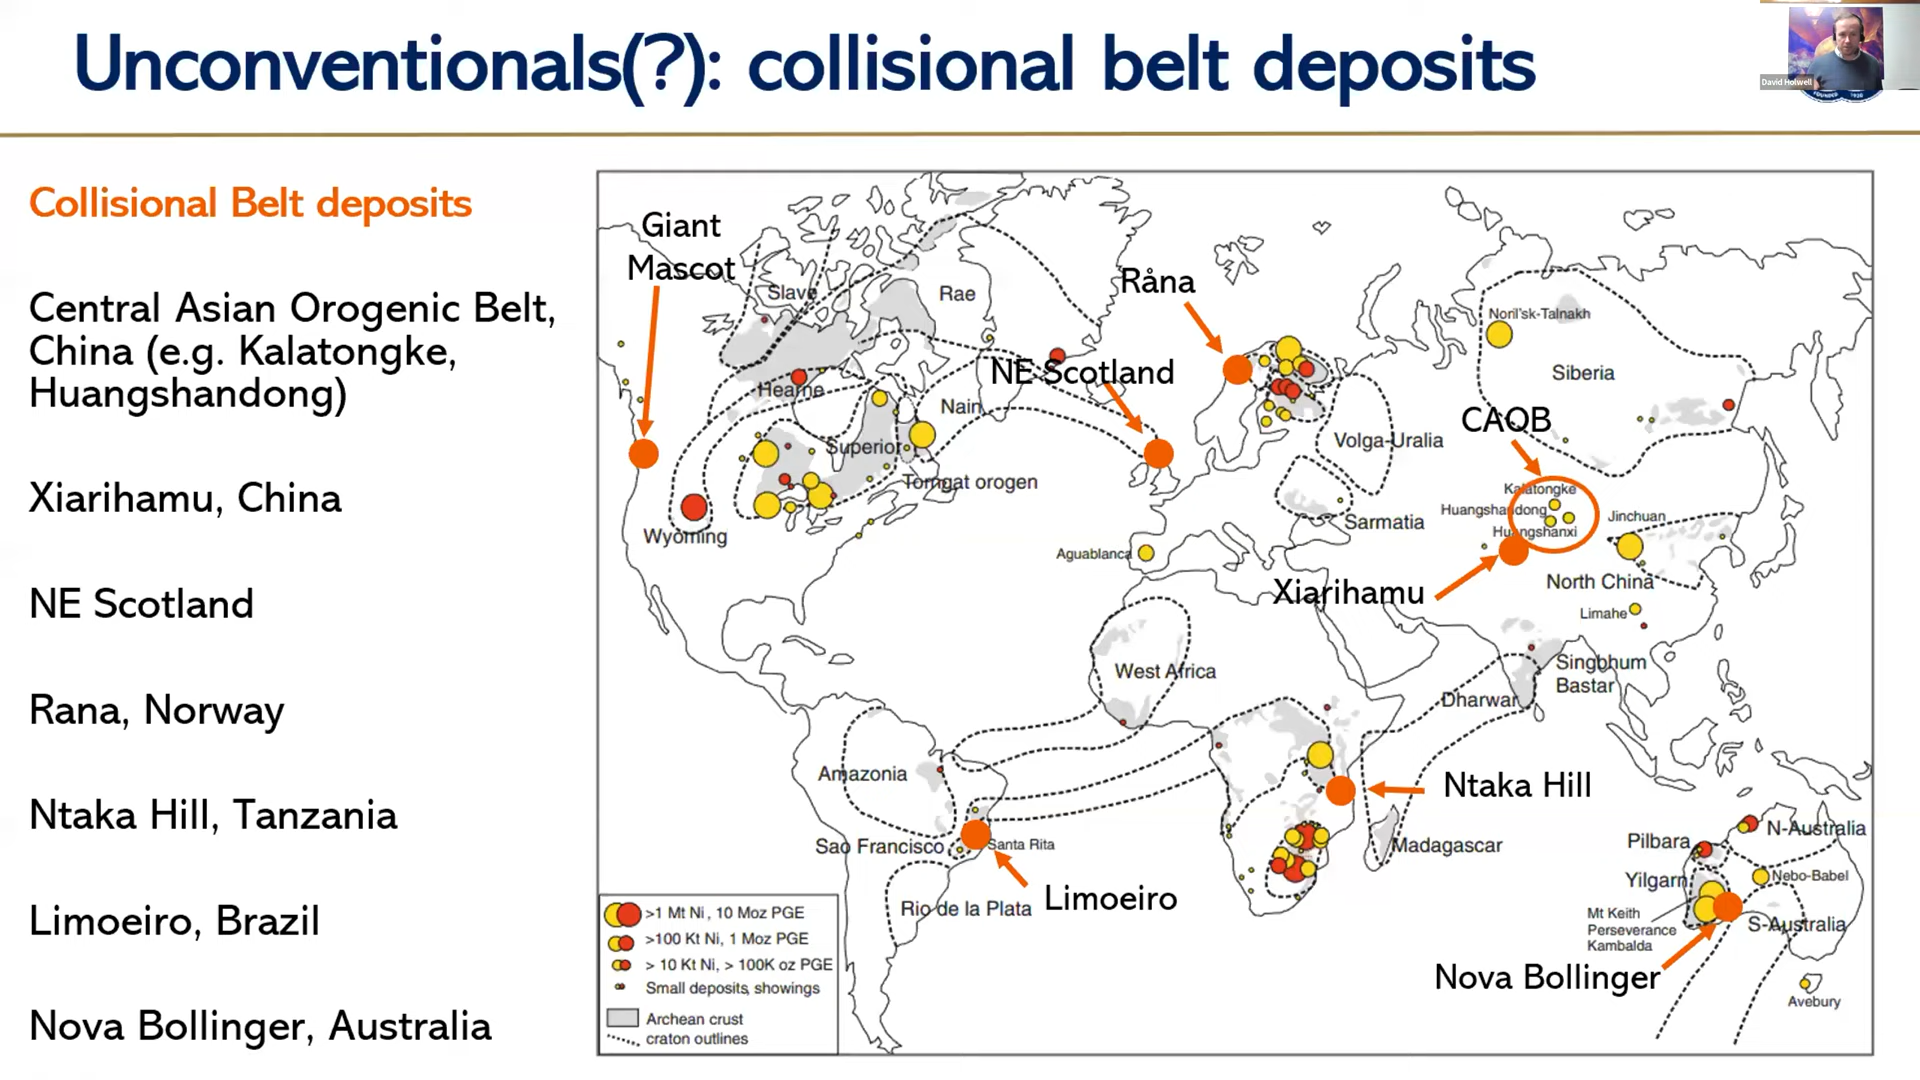 Unconventionals(?): collisional belt deposits
David Holwell
FOUNDED 1920
Collisional Belt deposits
Central Asian Orogenic Belt,
China (e.g. Kalatongke,
Huangshandong)
Xiarihamu, China
NE Scotland
Rana, Norway
Ntaka Hill, Tanzania
Limoeiro, Brazil
Nova Bollinger, Australia
Giant
Mascot
Slave
Rae
Råna
Noril'sk-Talnakh
NE Scotland
Siberia
Hearne
Nain
CAOB
Superior
Volga-Uralia
Torngat orogen
Kalatongke
Huangshandong
Jinchuan
Sarmatia
Huangshanxi
Wyoming
Aguablanca
North China
Xiarihamu
Limahe
West Africa
Singbhum
Bastar
Dharwar
Amazonia
Ntaka Hill
N-Australia
Pilbara
Sao Francisco
Santa Rita
Madagascar
Yilgarn
Nebo-Babel
Limoeiro
Rio de la Plata
Mt Keith
Perseverance
Kambalda
S-Australia
Nova Bollinger
Avebury
>1 Mt Ni, 10 Moz PGE
>100 Kt Ni, 1 Moz PGE
> 10 Kt Ni, > 100K oz PGE
Small deposits, showings
Archean crust
craton outlines